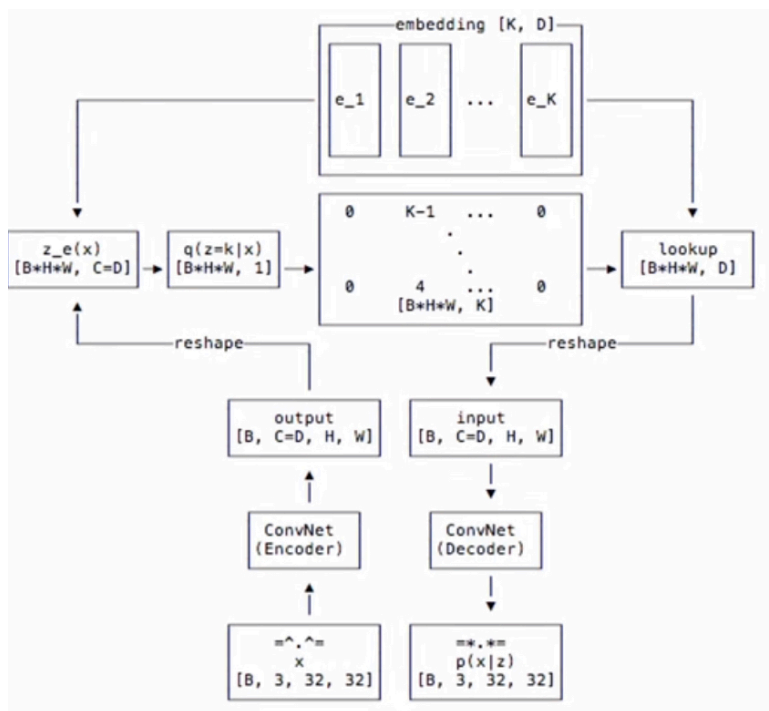 embedding [K, D]
e_1 e_2 ... e_K
0 K-1 ... 0
.
.
.
0 4 ... 0
[B*H*W, K]
z_e(x)
[B*H*W, C=D]
q(z=k|x)
[B*H*W, 1]
lookup
[B*H*W, D]
reshape
reshape
output
[B, C=D, H, W]
input
[B, C=D, H, W]
ConvNet
(Encoder)
ConvNet
(Decoder)
=^.^=
x
[B, 3, 32, 32]
=*.*=
p(x|z)
[B, 3, 32, 32]